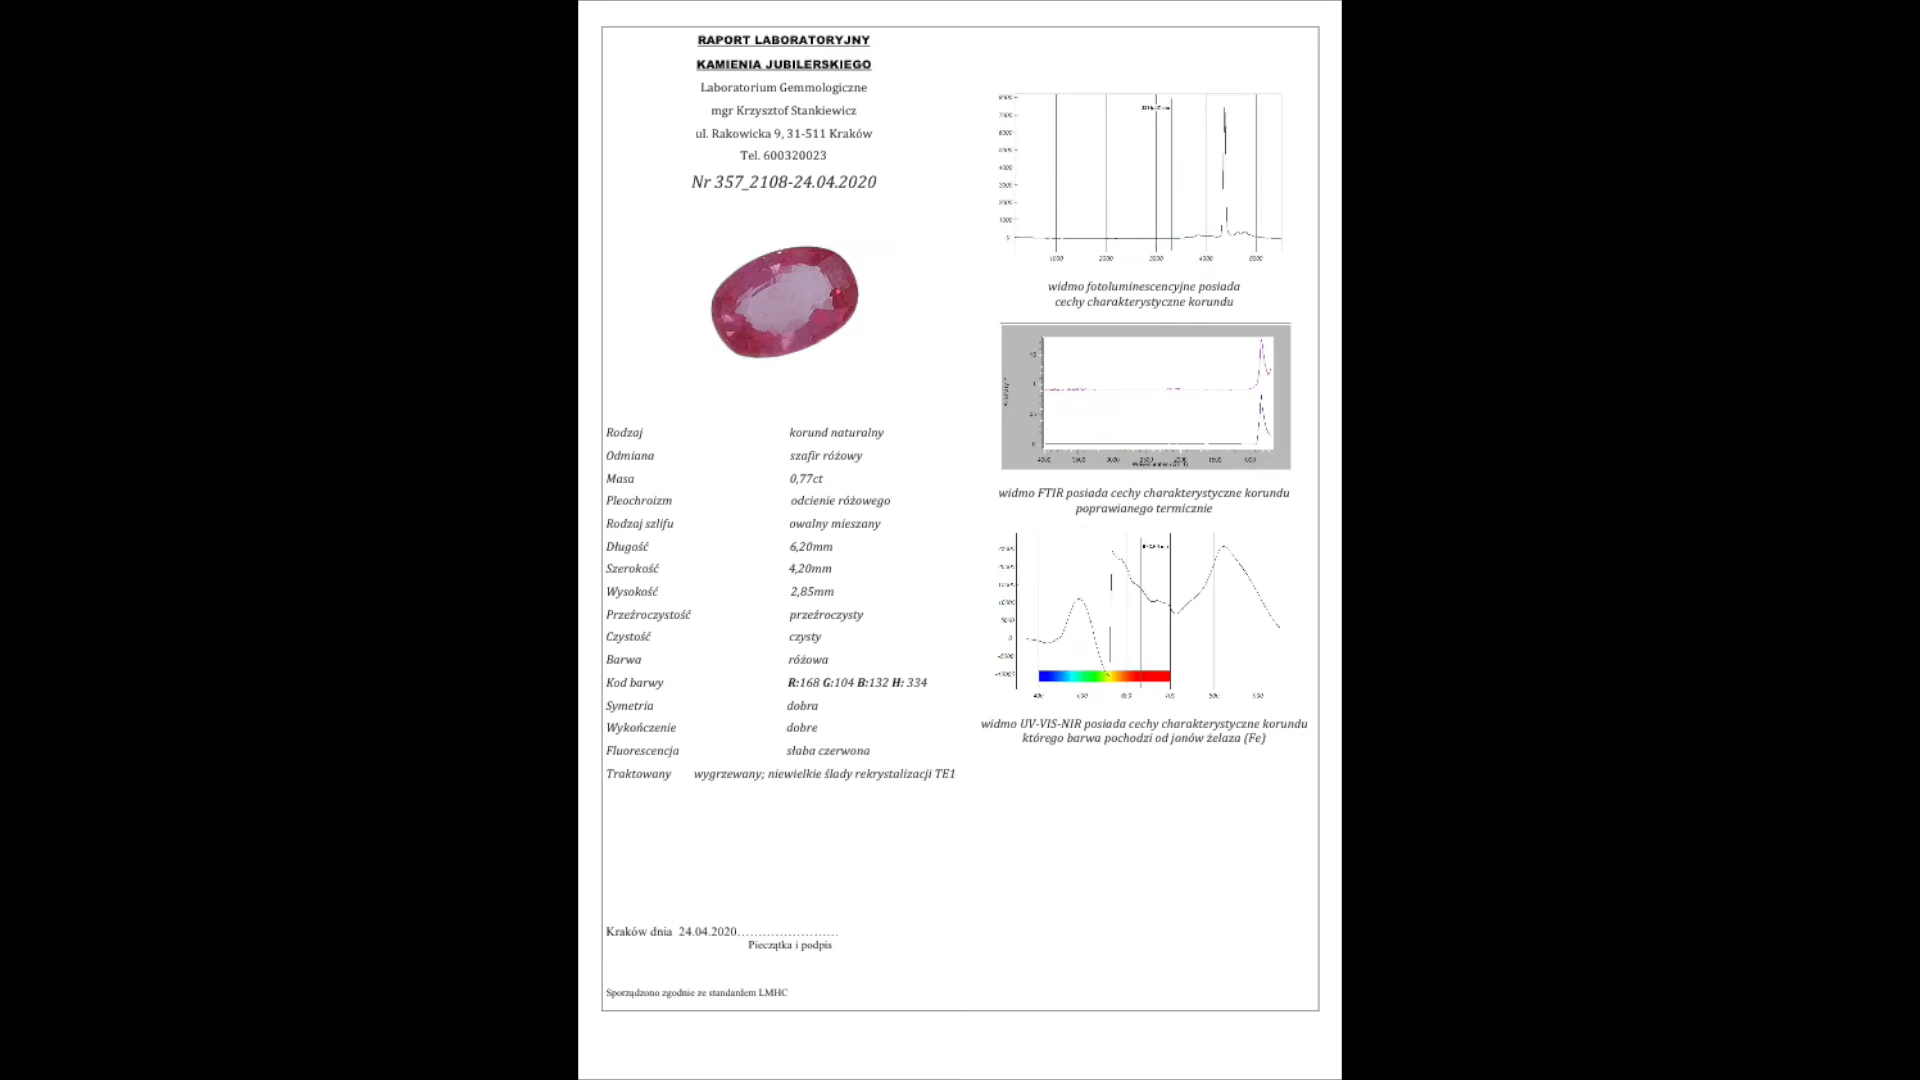 RAPORT LABORATORYJNY
KAMIENIA JUBILERSKIEGO
Laboratorium Gemmologiczne
mgr Krzysztof Stankiewicz
ul. Rakowicka 9, 31-511 Kraków
Tel. 600320023
Nr 357_2108-24.04.2020
Rodzaj korund naturalny
Odmiana szafir różowy
Masa 0,77ct
Pleochroizm odcienie różowego
Rodzaj szlifu owalny mieszany
Długość 6,20mm
Szerokość 4,20mm
Wysokość 2,85mm
Przeźroczystość przeźroczysty
Czystość czysty
Barwa różowa
Kod barwy R:168 G:104 B:132 H: 334
Symetria dobra
Wykończenie dobre
Fluorescencja słaba czerwona
Traktowany wygrzewany; niewielkie ślady rekrystalizacji TE1
Kraków dnia 24.04.2020........................
Pieczątka i podpis
Sporządzono zgodnie ze standardem LMHC
widmo fotoluminescencyjne posiada
cechy charakterystyczne korundu
widmo FTIR posiada cechy charakterystyczne korundu
poprawianego termicznie
widmo UV-VIS-NIR posiada cechy charakterystyczne korundu
którego barwa pochodzi od jonów żelaza (Fe)